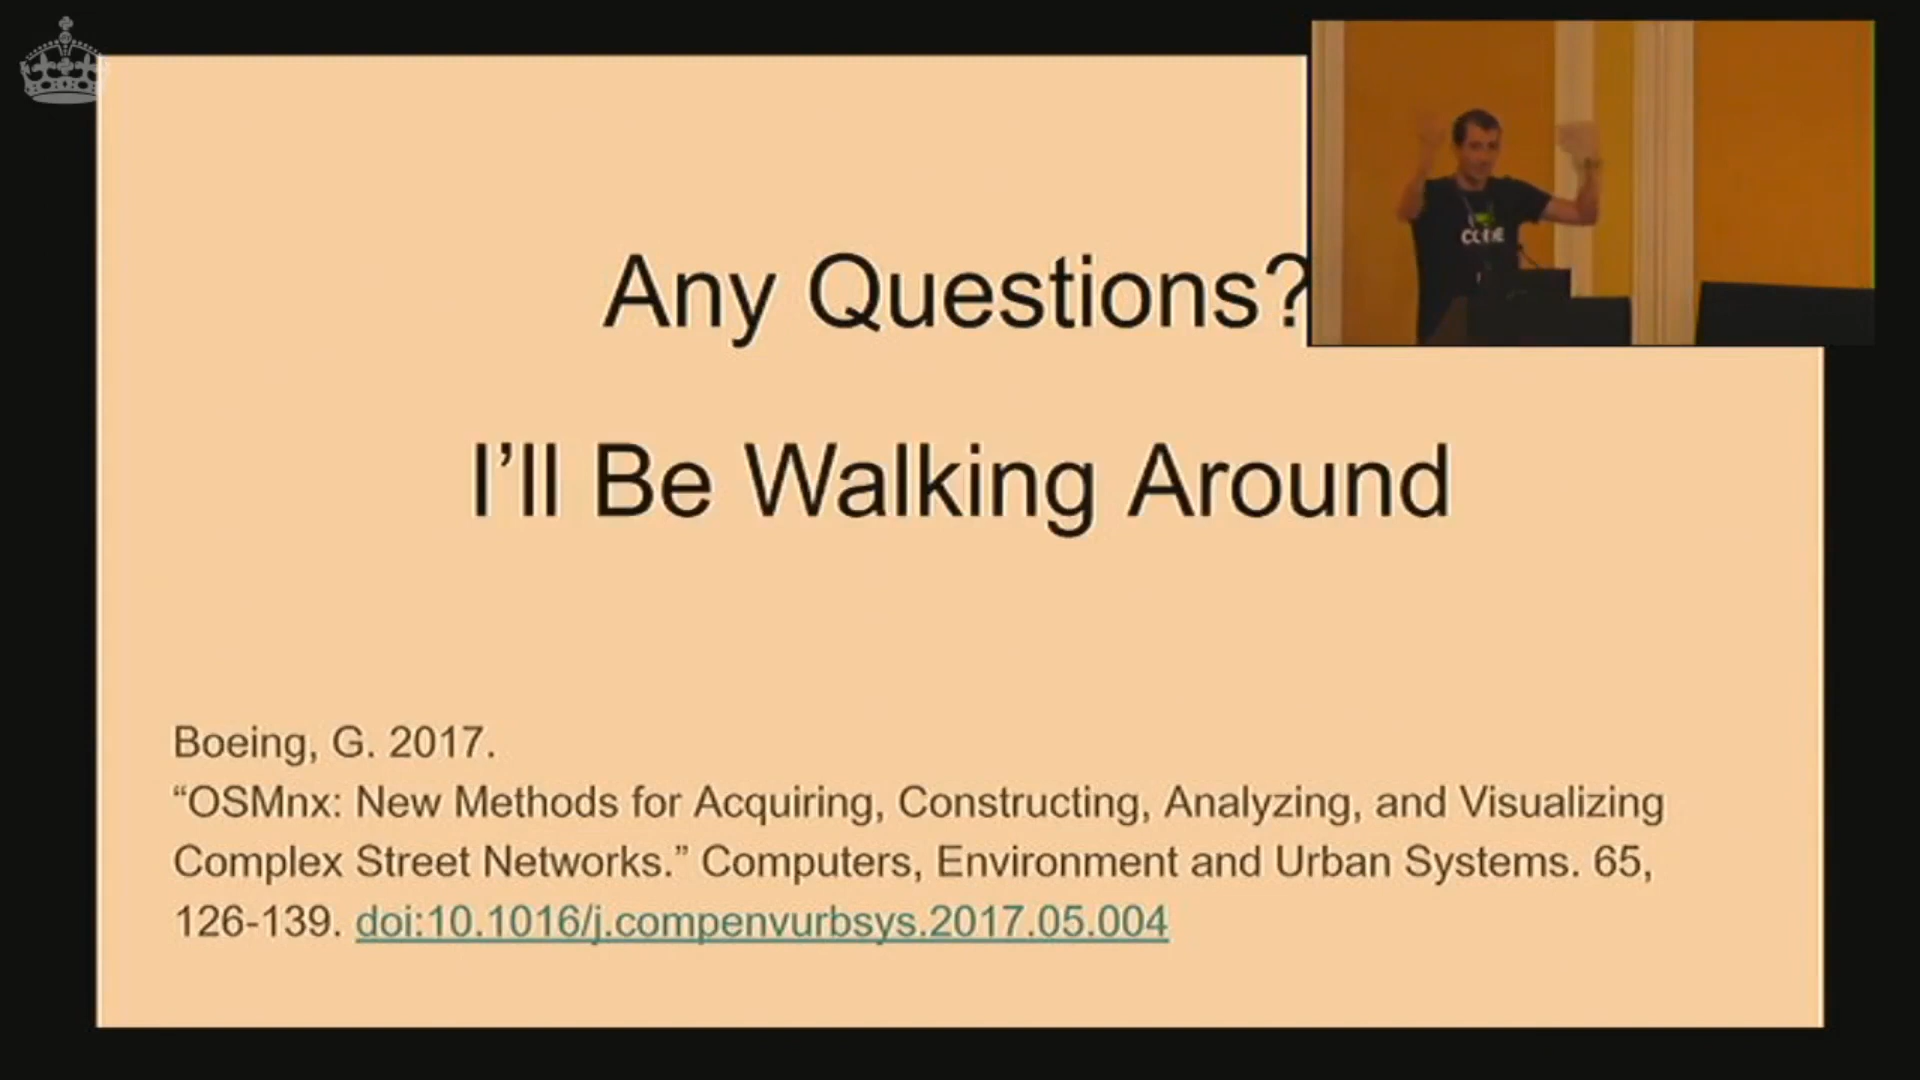 Any Questions?
I’ll Be Walking Around
Boeing, G. 2017.
“OSMnx: New Methods for Acquiring, Constructing, Analyzing, and Visualizing
Complex Street Networks.” Computers, Environment and Urban Systems. 65,
126-139. doi:10.1016/j.compenvurbsys.2017.05.004